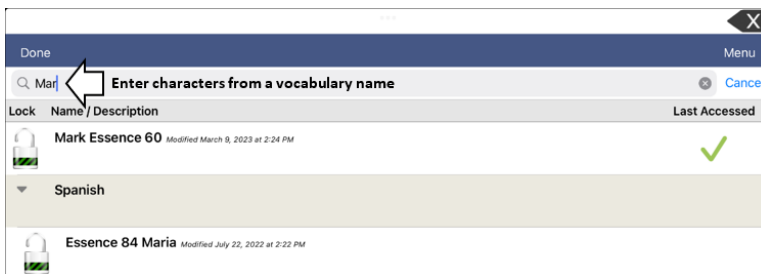 X
Done Menu
Mar Enter characters from a vocabulary name Cance
Lock Name / Description Last Accessed
Mark Essence 60 Modified March 9, 2023 at 2:24 PM
Spanish
Essence 84 Maria Modified July 22, 2022 at 2:22 PM